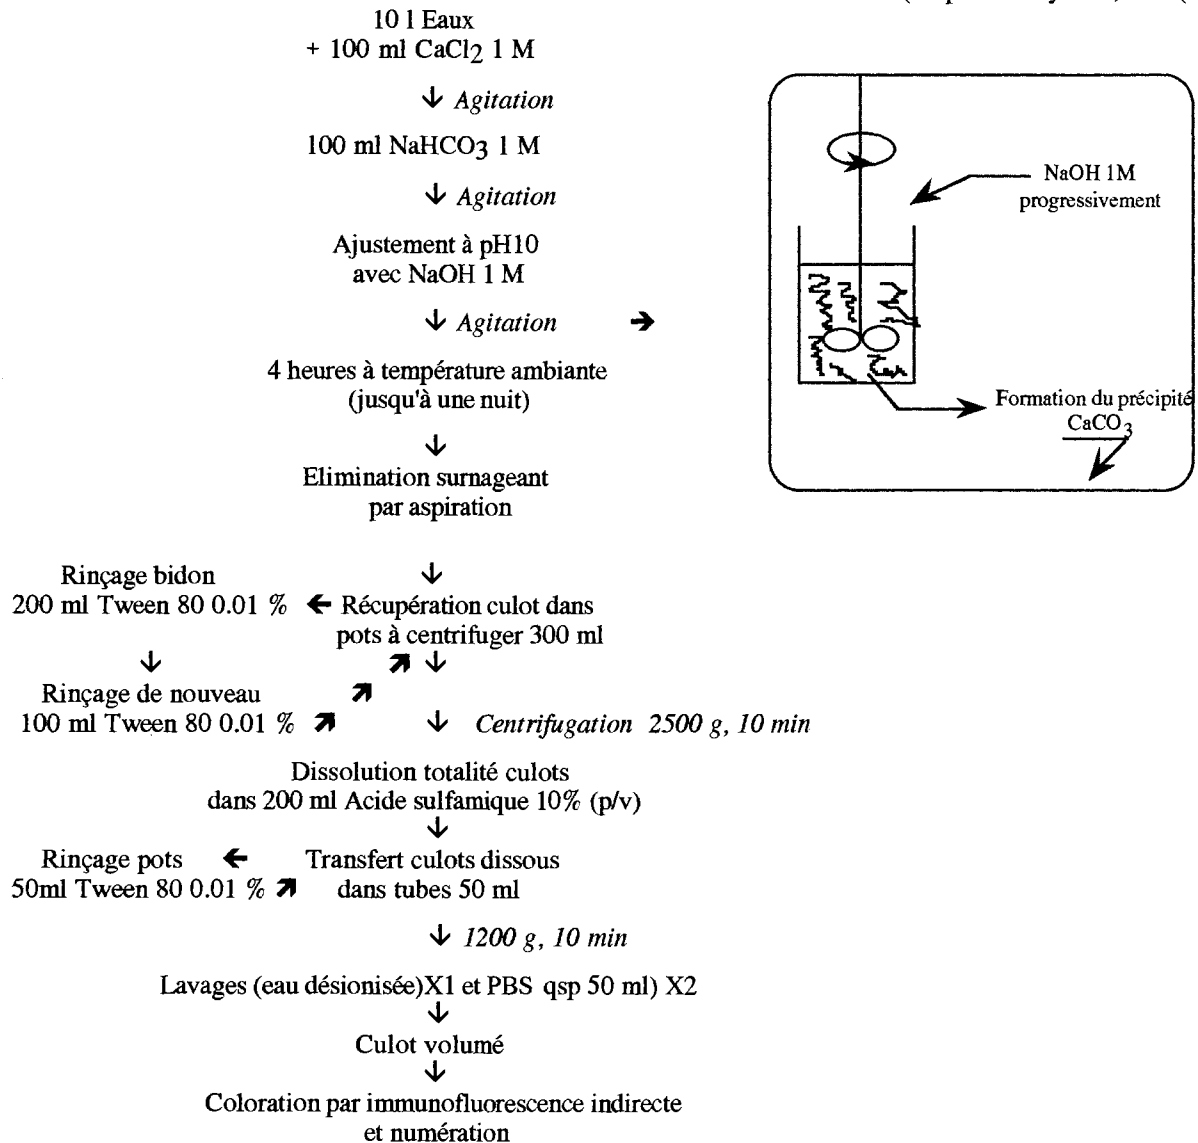 10 l Eaux
+ 100 ml CaCl2 1 M
↓ Agitation
100 ml NaHCO3 1 M
↓ Agitation
Ajustement à pH10
avec NaOH 1 M
↓ Agitation →
4 heures à température ambiante
(jusqu'à une nuit)
Elimination surnageant
par aspiration
Rinçage bidon
200 ml Tween 80 0.01 % ← Récupération culot dans
pots à centrifuger 300 ml
Rinçage de nouveau
100 ml Tween 80 0.01 %
↓ Centrifugation 2500 g, 10 min
Dissolution totalité culots
dans 200 ml Acide sulfamique 10% (p/v)
Rinçage pots ← Transfert culots dissous
50ml Tween 80 0.01 % dans tubes 50 ml
↓ 1200 g, 10 min
Lavages (eau désionisée)X1 et PBS qsp 50 ml) X2
Culot volumé
Coloration par immunofluorescence indirecte
et numération
NaOH 1M
progressivement
Formation du précipité
CaCO3